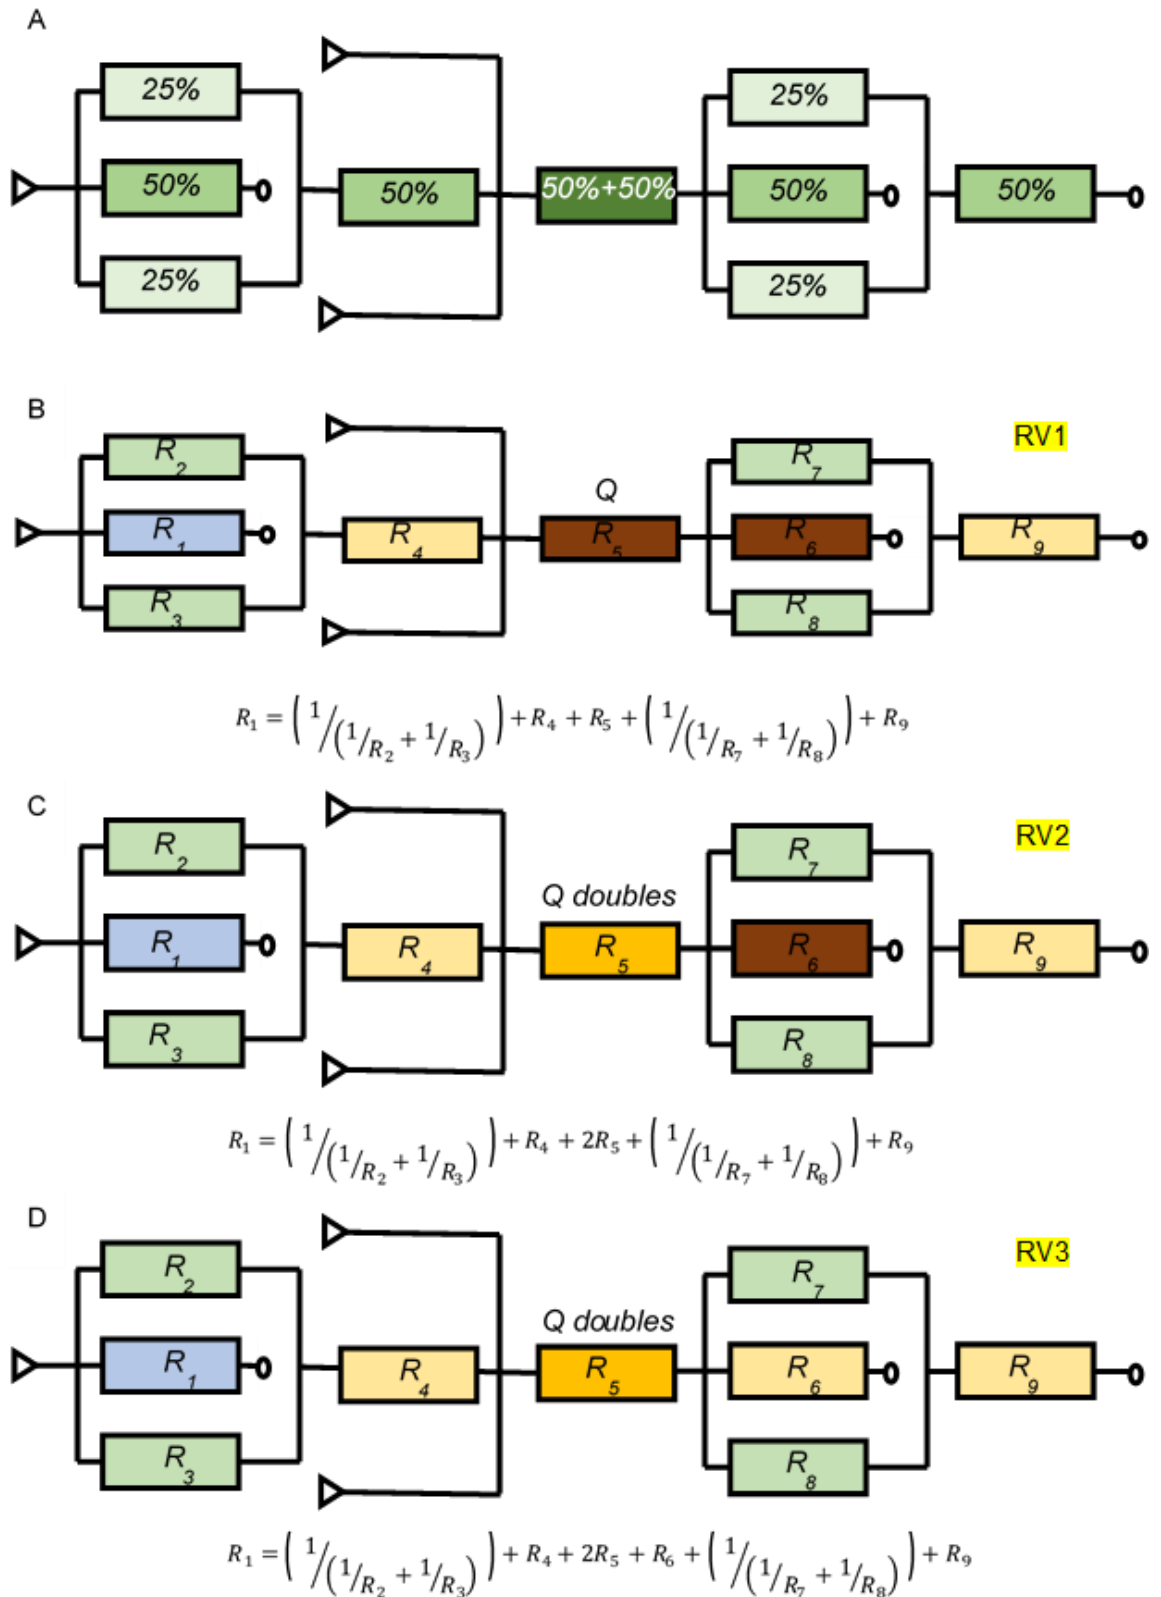 A
25%
25%
50%
50%
50%+50%
50%
50%
25%
25%
B
RV1
R2
R7
Q
R1
R4
R5
R6
R9
R3
R8
R₁ = (1/(1/R₂ + 1/R₃)) + R₄ + R₅ + (1/(1/R₇ + 1/R₈)) + R₉
C
RV2
R2
R7
Q doubles
R1
R4
R5
R6
R9
R3
R8
R₁ = (1/(1/R₂ + 1/R₃)) + R₄ + 2R₅ + (1/(1/R₇ + 1/R₈)) + R₉
D
RV3
R2
R7
Q doubles
R1
R4
R5
R6
R9
R3
R8
R₁ = (1/(1/R₂ + 1/R₃)) + R₄ + 2R₅ + R₆ + (1/(1/R₇ + 1/R₈)) + R₉